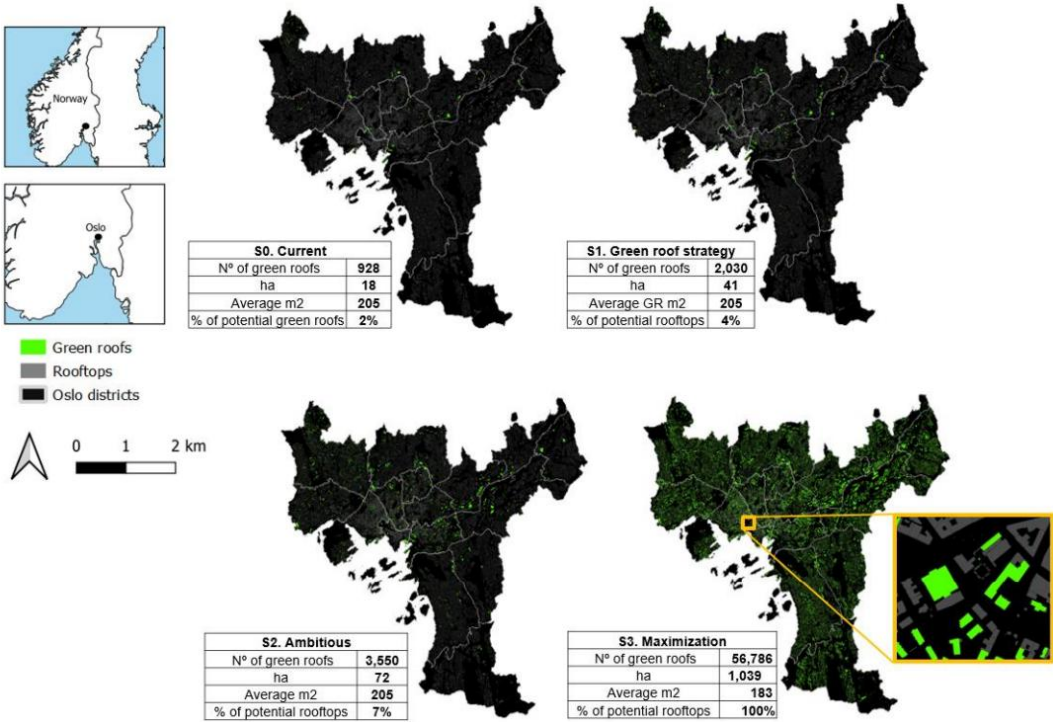 Norway
Oslo
Green roofs
Rooftops
Oslo districts
0 1 2 km
S0. Current
Nº of green roofs 928
ha 18
Average m2 205
% of potential green roofs 2%
S1. Green roof strategy
Nº of green roofs 2,030
ha 41
Average GR m2 205
% of potential rooftops 4%
S2. Ambitious
Nº of green roofs 3,550
ha 72
Average m2 205
% of potential rooftops 7%
S3. Maximization
Nº of green roofs 56,786
ha 1,039
Average m2 183
% of potential rooftops 100%